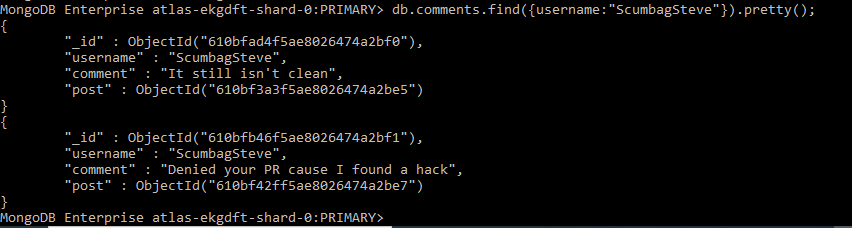 MongoDB Enterprise atlas-ekgdft-shard-0:PRIMARY> db.comments.find({username:"ScumbagSteve"}).pretty();
{
        "_id" : ObjectId("610bfad4f5ae8026474a2bf0"),
        "username" : "ScumbagSteve",
        "comment" : "It still isn't clean",
        "post" : ObjectId("610bf3a3f5ae8026474a2be5")
}
{
        "_id" : ObjectId("610bfb46f5ae8026474a2bf1"),
        "username" : "ScumbagSteve",
        "comment" : "Denied your PR cause I found a hack",
        "post" : ObjectId("610bf42ff5ae8026474a2be7")
}
MongoDB Enterprise atlas-ekgdft-shard-0:PRIMARY>